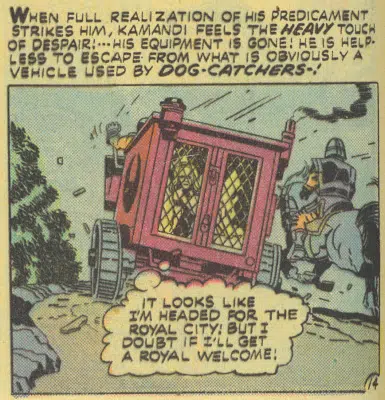 WHEN FULL REALIZATION OF HIS PREDICAMENT
STRIKES HIM, KAMANDI FEELS THE HEAVY TOUCH
OF DESPAIR!---HIS EQUIPMENT IS GONE! HE IS HELP-
LESS TO ESCAPE FROM WHAT IS OBVIOUSLY A
VEHICLE USED BY DOG-CATCHERS-!
IT LOOKS LIKE
I'M HEADED FOR THE
ROYAL CITY! BUT I
DOUBT IF I'LL GET
A ROYAL WELCOME!
14